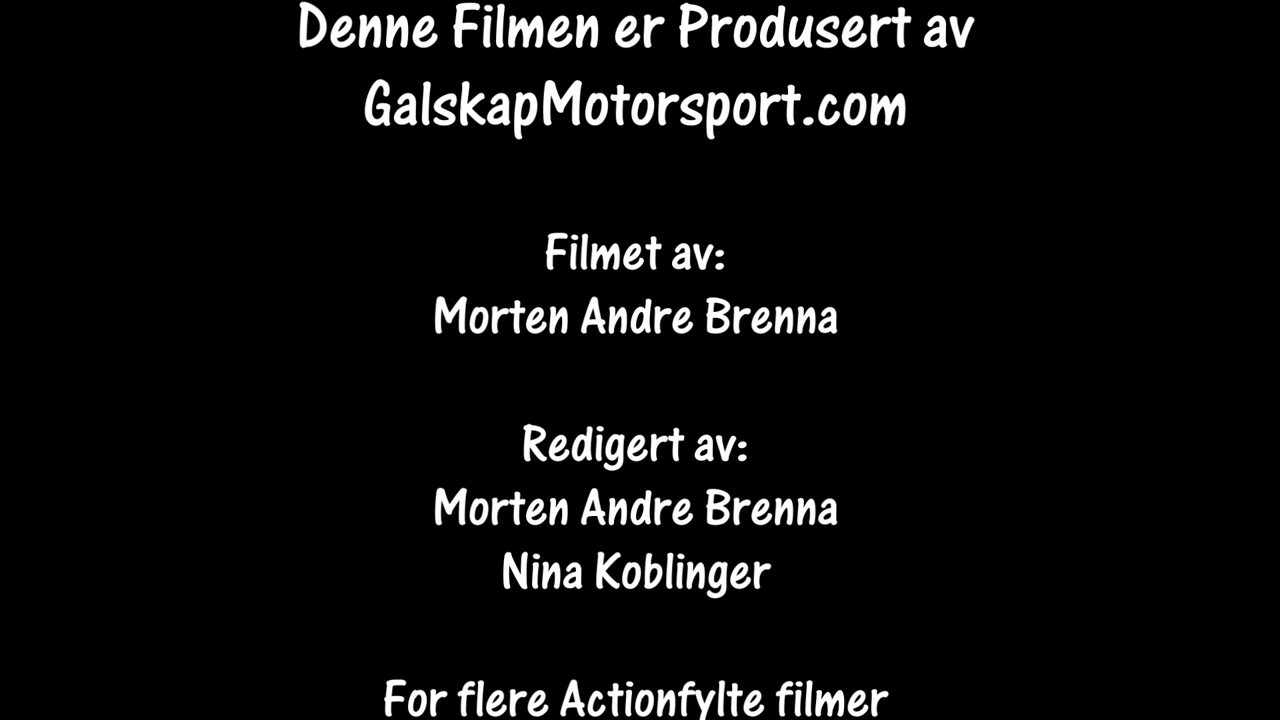 Denne Filmen er Produsert av
GalskapMotorsport.com
Filmet av:
Morten Andre Brenna
Redigert av:
Morten Andre Brenna
Nina Koblinger
For flere Actionfylte filmer